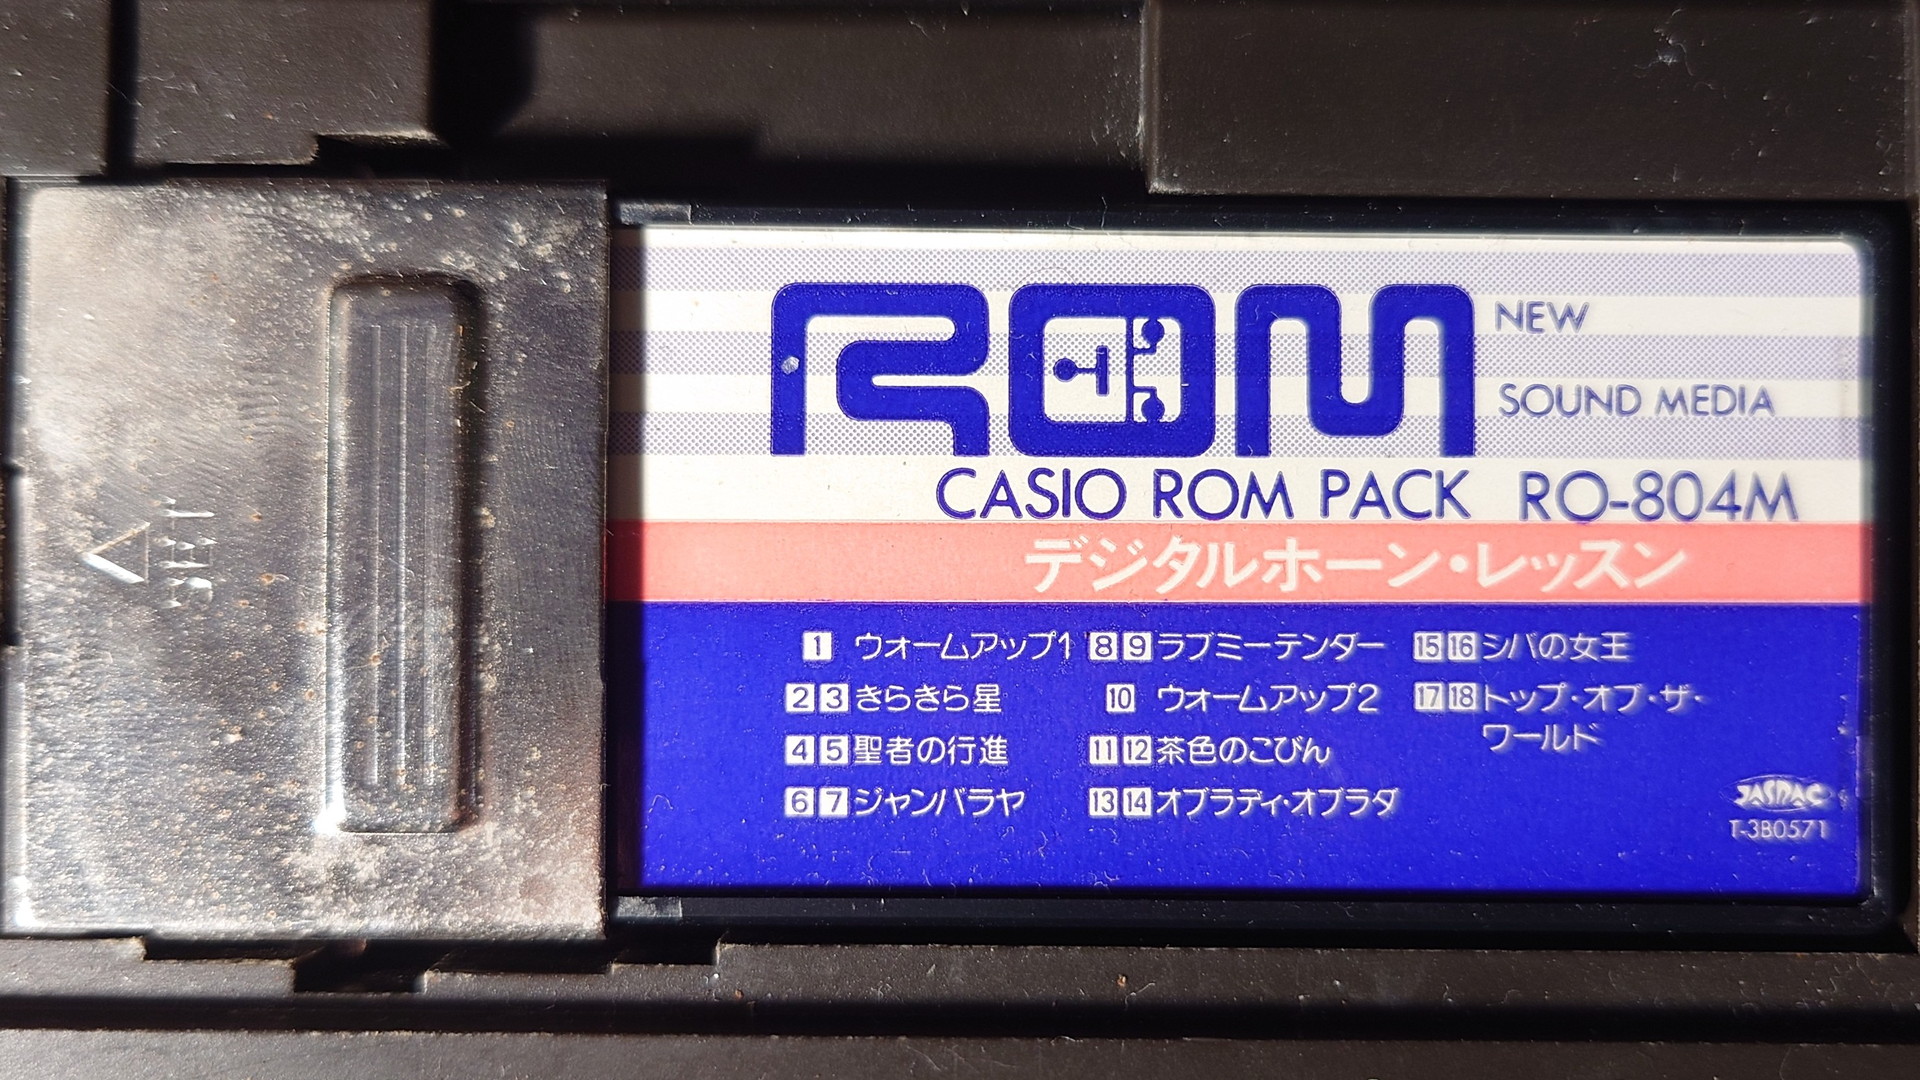 △ SET
ROM
NEW
SOUND MEDIA
CASIO ROM PACK RO-804M
デジタルホーン・レッスン
1 ウォームアップ1
2 3 きらきら星
4 5 聖者の行進
6 7 ジャンバラヤ
8 9 ラブミーテンダー
10 ウォームアップ2
11 12 茶色のこびん
13 14 オブラディ・オブラダ
15 16 シバの女王
17 18 トップ・オブ・ザ・
ワールド
JASRAC
T-3B0571